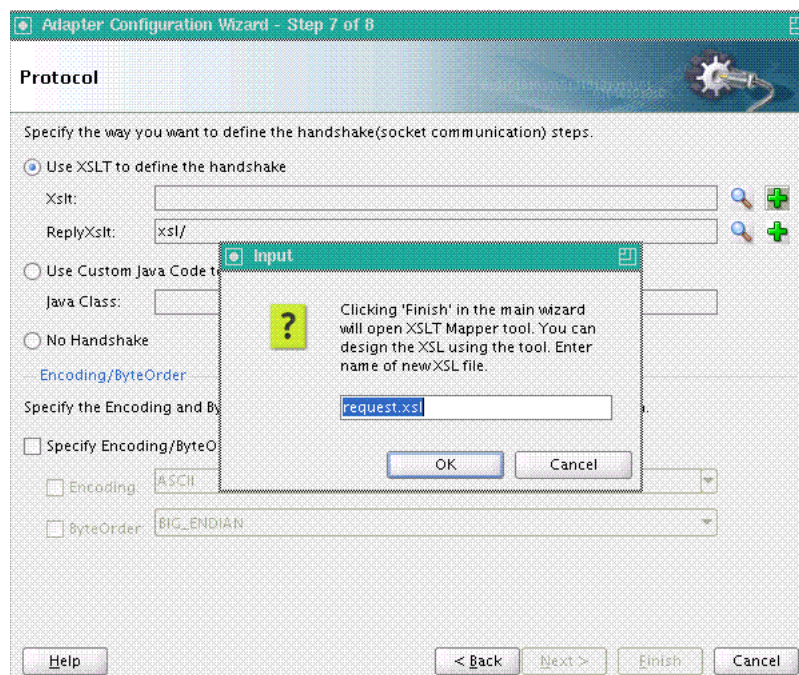 Adapter Configuration Wizard - Step 7 of 8
Protocol
Specify the way you want to define the handshake(socket communication) steps.
Use XSLT to define the handshake
Xslt:
ReplyXslt: xsl/
Input
Use Custom Java Code t
Java Class:
Clicking 'Finish' in the main wizard
will open XSLT Mapper tool. You can
design the XSL using the tool. Enter
name of new XSL file.
No Handshake
Encoding/ByteOrder
request.xsl
Specify the Encoding and By
Specify Encoding/ByteO
OK Cancel
Encoding: ASCII
ByteOrder: BIG_ENDIAN
Help < Back Next > Finish Cancel